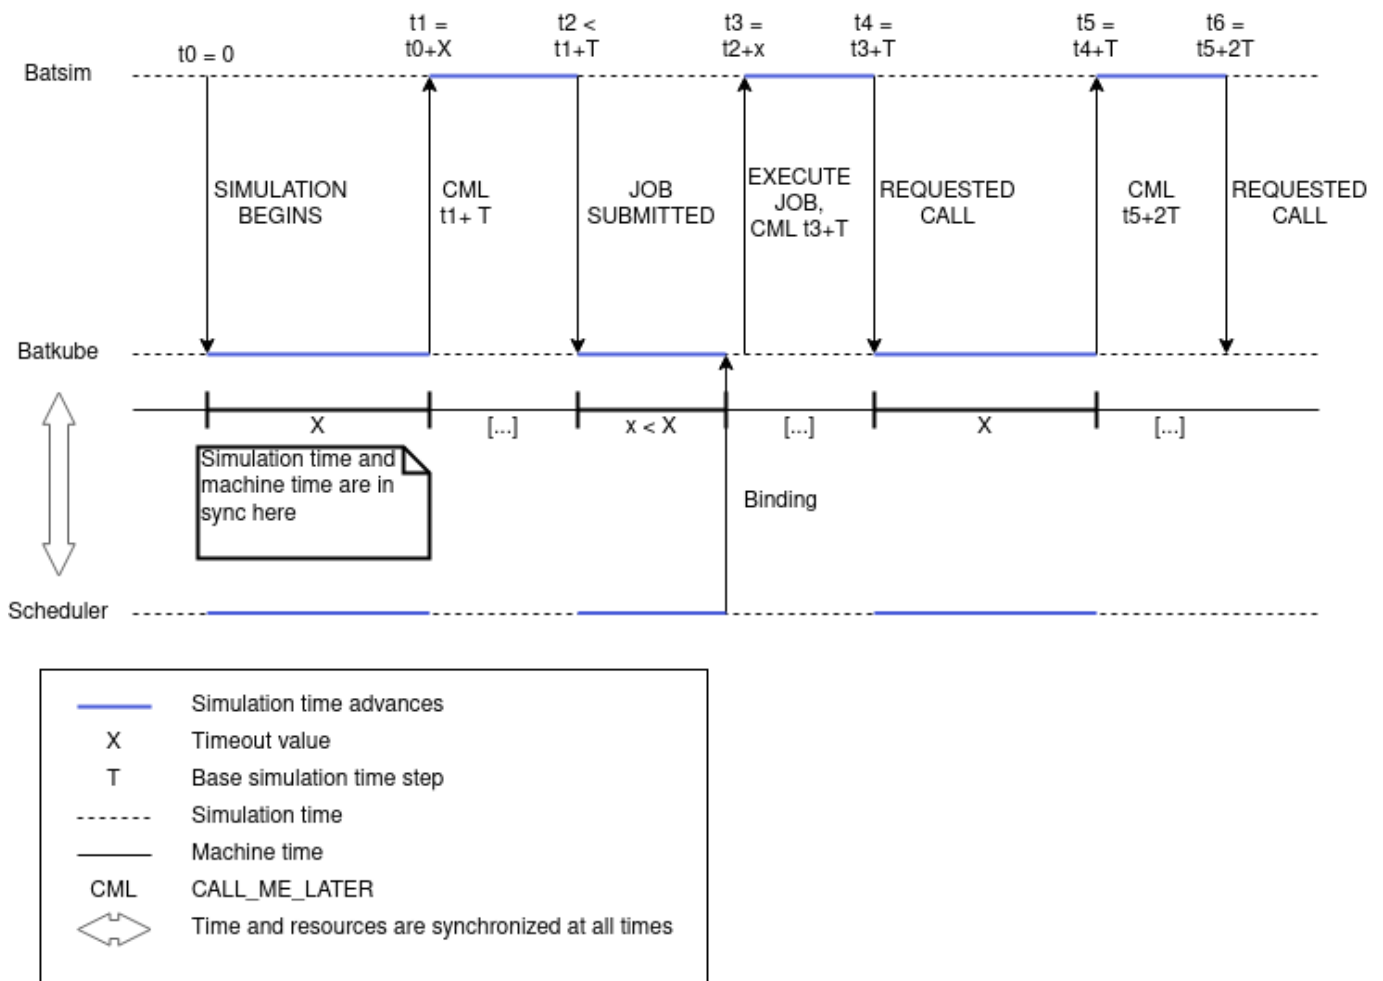 t0 = 0
t1 =
t0+X
t2 <
t1+T
t3 =
t2+x
t4 =
t3+T
t5 =
t4+T
t6 =
t5+2T
Batsim
SIMULATION
BEGINS
CML
t1+ T
JOB
SUBMITTED
EXECUTE
JOB,
CML t3+T
REQUESTED
CALL
CML
t5+2T
REQUESTED
CALL
Batkube
X
[...]
x < X
[...]
X
[...]
Simulation time and
machine time are in
sync here
Binding
Scheduler
Simulation time advances
X Timeout value
T Base simulation time step
Simulation time
Machine time
CML CALL_ME_LATER
Time and resources are synchronized at all times